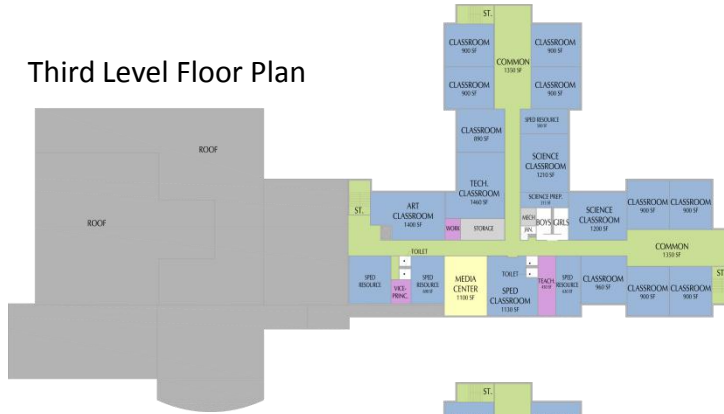 Third Level Floor Plan
ST.
CLASSROOM
900 SF
CLASSROOM
900 SF
COMMON
1350 SF
CLASSROOM
900 SF
CLASSROOM
900 SF
ROOF
CLASSROOM
690 SF
SPED RESOURCE
SCIENCE
CLASSROOM
1210 SF
TECH.
CLASSROOM
1460 SF
SCIENCE PREP.
ST.
ART
CLASSROOM
1400 SF
WORK
STORAGE
MECH
JAN.
BOYS
GIRLS
SCIENCE
CLASSROOM
1200 SF
CLASSROOM
900 SF
CLASSROOM
900 SF
ROOF
TOILET
COMMON
1350 SF
SPED
RESOURCE
VICE-
PRINC.
SPED
RESOURCE
MEDIA
CENTER
1100 SF
TOILET
SPED
CLASSROOM
1130 SF
TEACH.
SPED
RESOURCE
CLASSROOM
960 SF
CLASSROOM
900 SF
CLASSROOM
900 SF
ST.
ST.